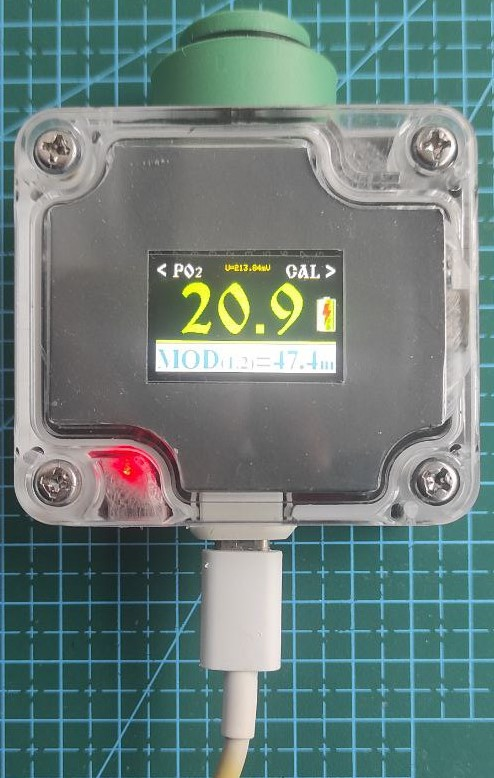 < PO2 V=213.84mV CAL >
20.9
MOD(1.2)=47.4m